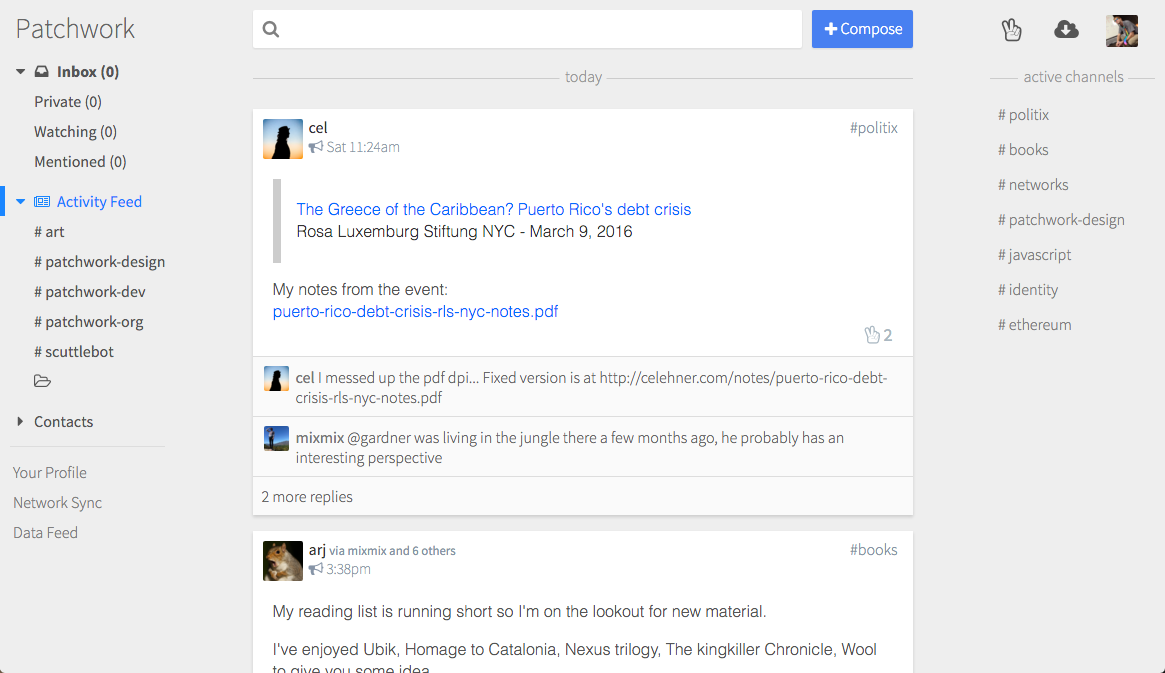 Patchwork
Inbox (0)
Private (0)
Watching (0)
Mentioned (0)
Activity Feed
# art
# patchwork-design
# patchwork-dev
# patchwork-org
# scuttlebot
Contacts
Your Profile
Network Sync
Data Feed
Compose
today
cel
#politix
Sat 11:24am
The Greece of the Caribbean? Puerto Rico's debt crisis
Rosa Luxemburg Stiftung NYC - March 9, 2016
My notes from the event:
puerto-rico-debt-crisis-rls-nyc-notes.pdf
2
cel I messed up the pdf dpi... Fixed version is at http://celehner.com/notes/puerto-rico-debt-
crisis-rls-nyc-notes.pdf
mixmix @gardner was living in the jungle there a few months ago, he probably has an
interesting perspective
2 more replies
arj via mixmix and 6 others
#books
3:38pm
My reading list is running short so I'm on the lookout for new material.
I've enjoyed Ubik, Homage to Catalonia, Nexus trilogy, The kingkiller Chronicle, Wool
to give you some idea
active channels
# politix
# books
# networks
# patchwork-design
# javascript
# identity
# ethereum